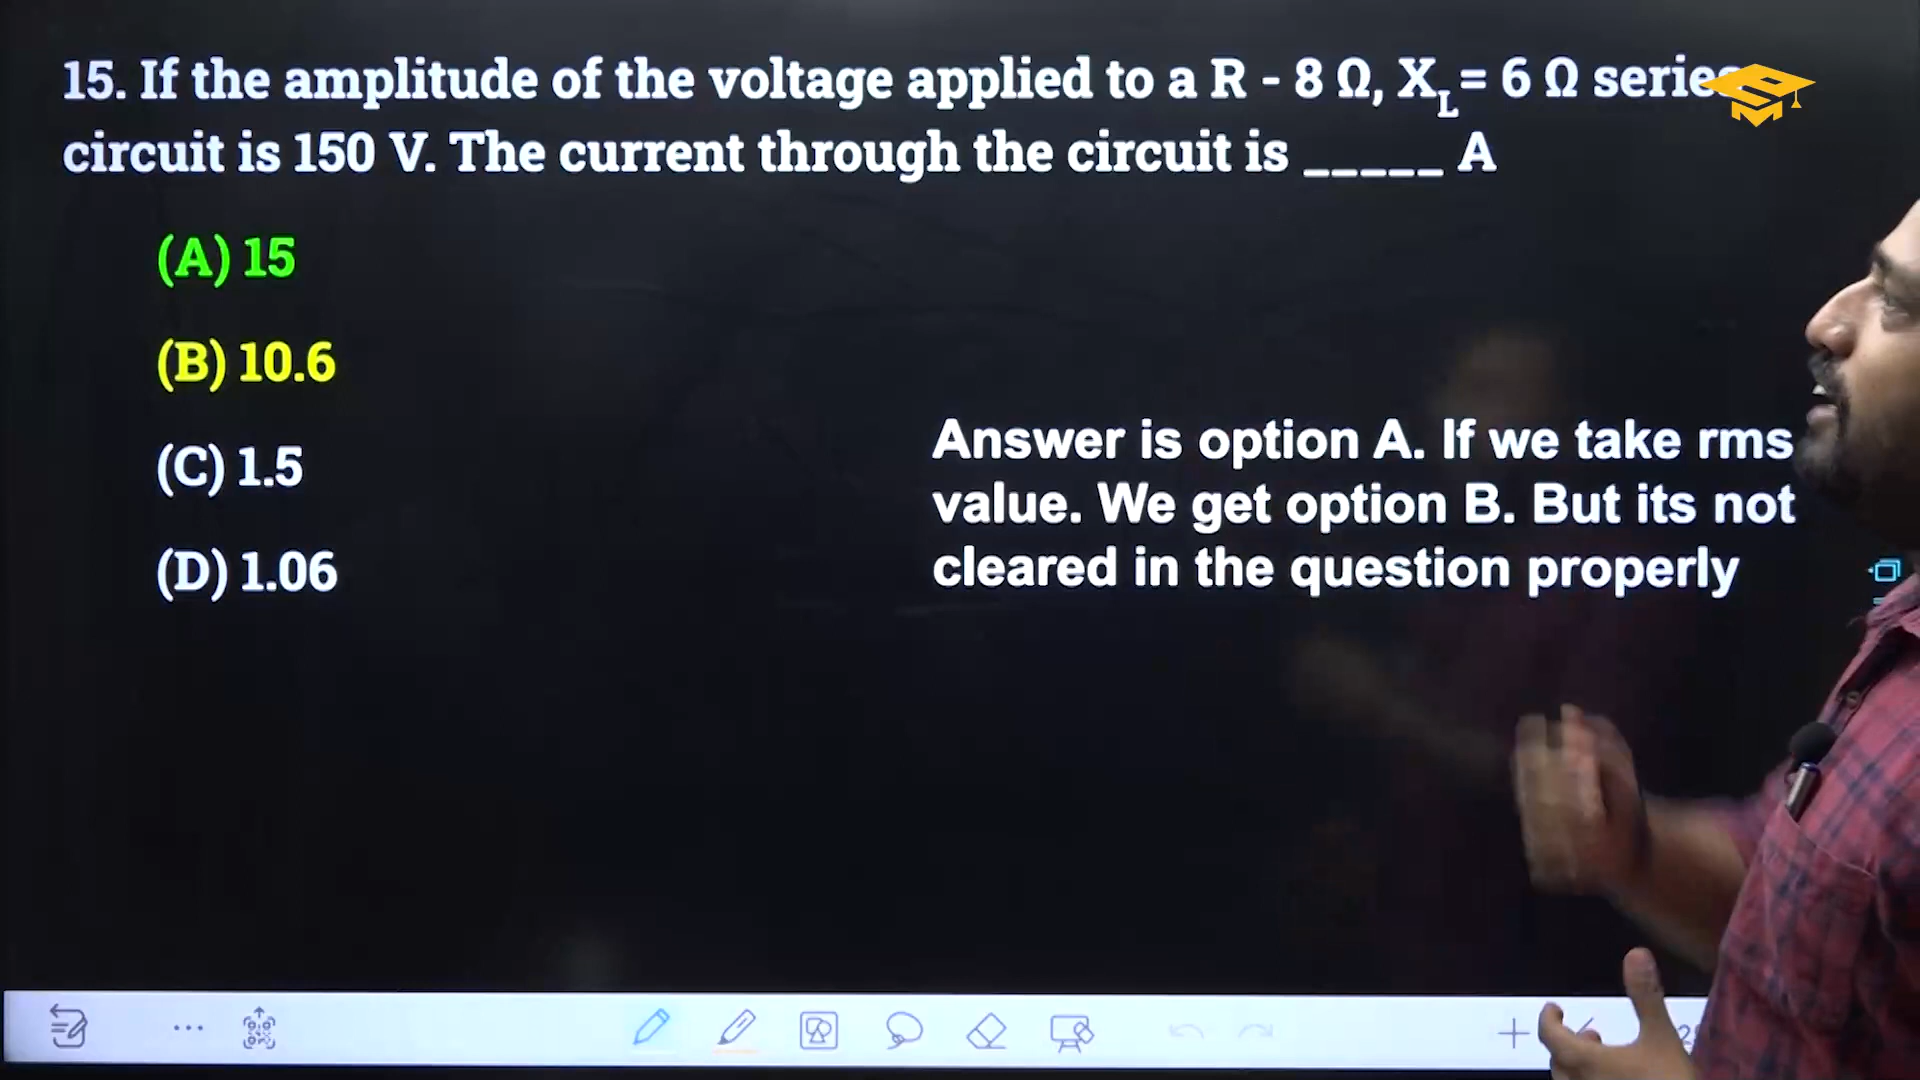 15. If the amplitude of the voltage applied to a R - 8 Ω, X_L = 6 Ω series
circuit is 150 V. The current through the circuit is _____ A
(A) 15
(B) 10.6
(C) 1.5
(D) 1.06
Answer is option A. If we take rms
value. We get option B. But its not
cleared in the question properly